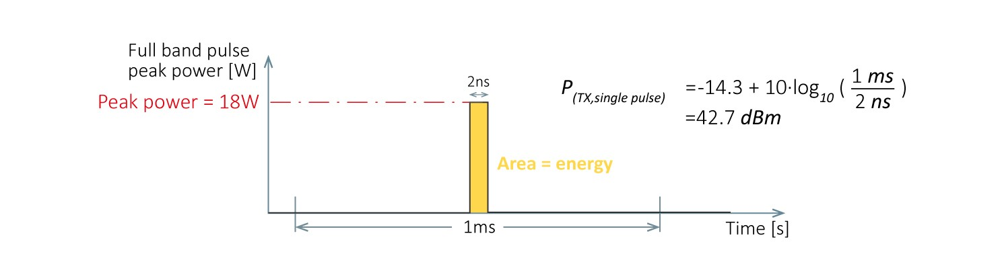 Full band pulse
peak power [W]
Peak power = 18W
2ns
P(TX,single pulse) =-14.3 + 10·log10 ( 1 ms / 2 ns )
=42.7 dBm
Area = energy
1ms
Time [s]